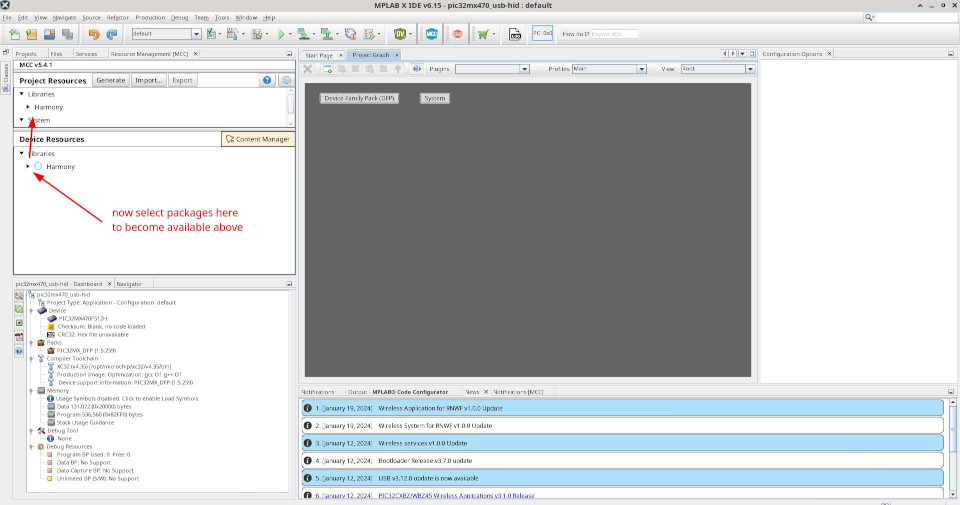 MPLAB X IDE v6.15 - pic32mx470_usb-hid : default
File Edit View Navigate Source Refactor Production Debug Team Tools Window Help
default
PC: 0x0
How do I? (Keyword(s))
Projects Files Services Resource Management [MCC]
Classes
MCC v5.4.1
Project Resources Generate Import... Export
Libraries
Harmony
System
Device Resources Content Manager
Libraries
Harmony
now select packages here
to become available above
Start Page Project Graph
Plugins Profiles: Main View: Root
Device Family Pack (DFP) System
Configuration Options
pic32mx470_usb-hid - Dashboard Navigator
pic32mx470_usb-hid
Project Type: Application - Configuration: default
Device
PIC32MX470F512H
Checksum: Blank, no code loaded
CRC32: Hex file unavailable
Packs
PIC32MX_DFP (1.5.259)
Compiler Toolchain
XC32 (v4.35) [/opt/microchip/xc32/v4.35/bin]
Production Image: Optimization: gcc O1 g++ O1
Device support information: PIC32MX_DFP (1.5.259)
Memory
Usage Symbols disabled. Click to enable Load Symbols.
Data 131,072 (0x20000) bytes
Program 536,560 (0x82FF0) bytes
Stack Usage Guidance
Debug Tool
None
Debug Resources
Program BP Used: 0 Free: 0
Data BP: No Support
Data Capture BP: No Support
Unlimited BP (S/W): No Support
Notifications Output - MPLAB® Code Configurator News Notifications [MCC]
1. [January 19, 2024] Wireless Application for RNWF v1.0.0 Update
2. [January 19, 2024] Wireless System for RNWF v1.0.0 Update
3. [January 12, 2024] Wireless services v1.0.0 Update
4. [January 12, 2024] Bootloader Release v3.7.0 update
5. [January 12, 2024] USB v3.12.0 update is now available
6. [January 12, 2024] PIC32CXBZ/WBZ45 Wireless Applications v3.1.0 Release